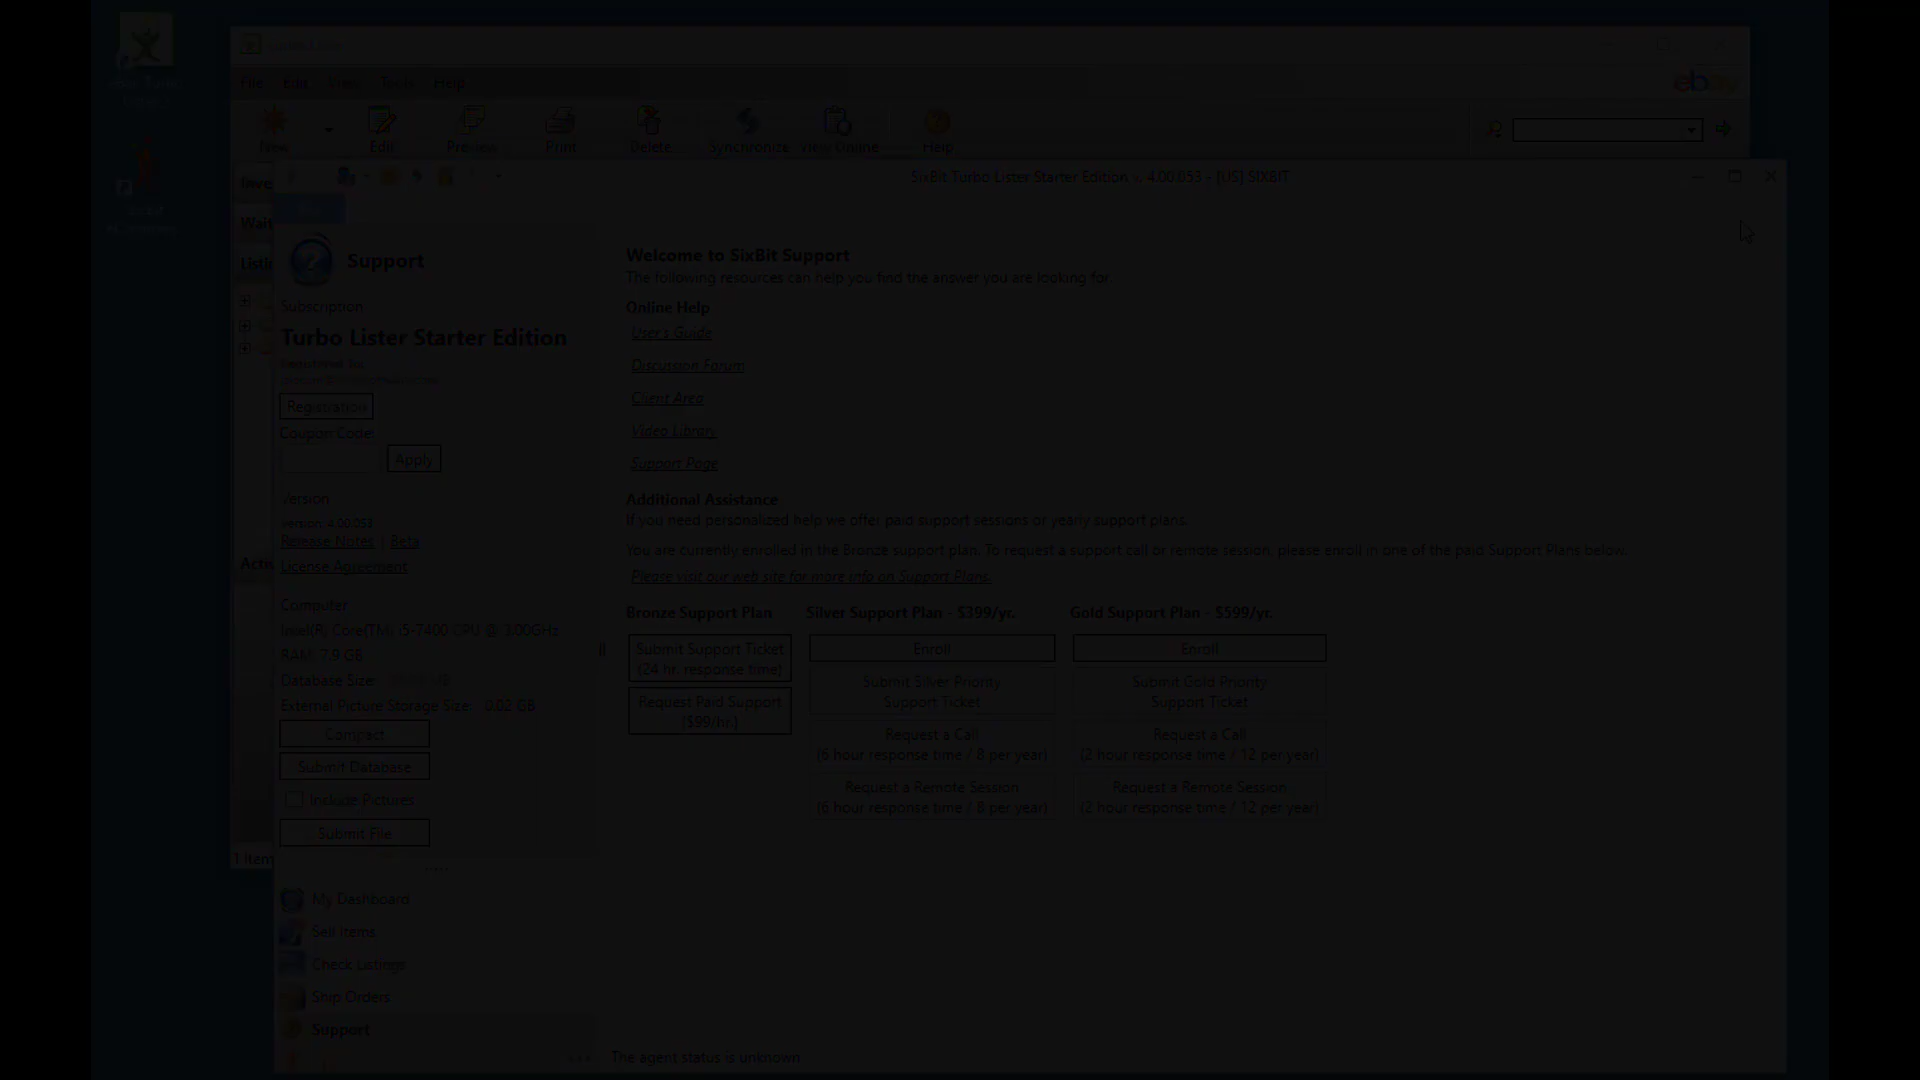 File Edit View Tools Help
ebay
New
Edit
Preview
Print
Delete
Synchronize
View Online
Help
SixBit Turbo Lister Starter Edition - 4.00.053 - [US] SIXBIT
Support
Subscription
Turbo Lister Starter Edition
Registered To:
Registration
Coupon Code:
Apply
Version
Version: 4.00.053
Release Notes | Beta
License Agreement
Computer
Intel(R) Core(TM) i5-7400 CPU @ 3.00GHz
RAM: 7.9 GB
Database Size:
External Picture Storage Size: 0.02 GB
Compact
Submit Database
Include Pictures
Submit File
My Dashboard
Sell Items
Check Listings
Ship Orders
Support
Welcome to SixBit Support
The following resources can help you find the answer you are looking for.
Online Help
User's Guide
Discussion Forum
Client Area
Video Library
Support Page
Additional Assistance
If you need personalized help we offer paid support sessions or yearly support plans.
You are currently enrolled in the Bronze support plan. To request a support call or remote session, please enroll in one of the paid Support Plans below.
Please visit our web site for more info on Support Plans.
Bronze Support Plan
Submit Support Ticket
(24 hr. response time)
Request Paid Support
($99/hr.)
Silver Support Plan - $399/yr.
Enroll
Submit Silver Priority
Support Ticket
Request a Call
(6 hour response time / 8 per year)
Request a Remote Session
(6 hour response time / 8 per year)
Gold Support Plan - $599/yr.
Enroll
Submit Gold Priority
Support Ticket
Request a Call
(2 hour response time / 12 per year)
Request a Remote Session
(2 hour response time / 12 per year)
The agent status is unknown